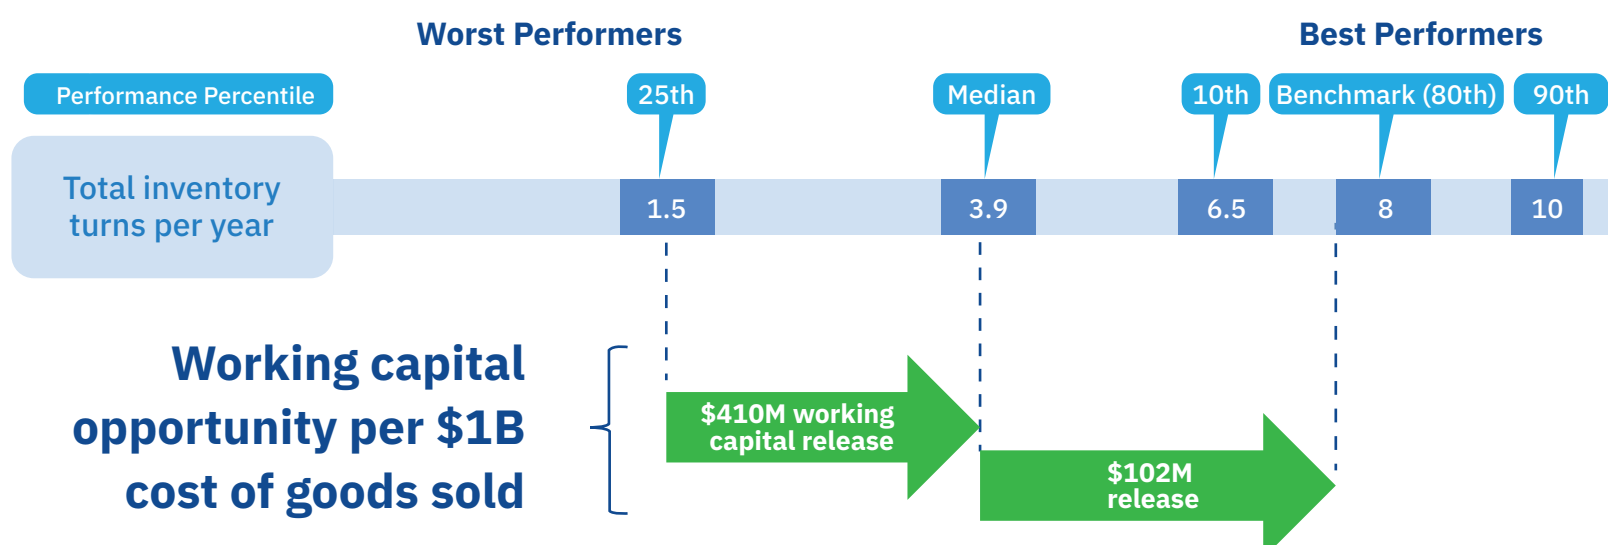 Worst Performers
Best Performers
Performance Percentile
25th
Median
10th
Benchmark (80th)
90th
Total inventory
turns per year
1.5
3.9
6.5
8
10
Working capital
opportunity per $1B
cost of goods sold
$410M working
capital release
$102M
release